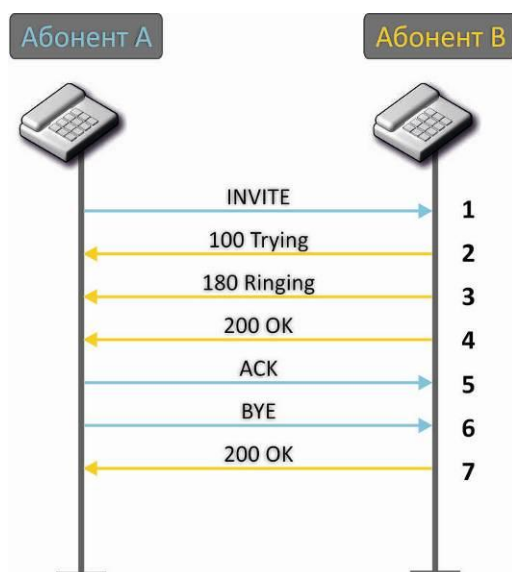 Абонент А
Абонент В
INVITE
1
100 Trying
2
180 Ringing
3
200 OK
4
ACK
5
BYE
6
200 OK
7